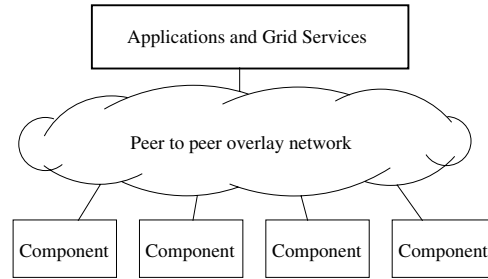 Applications and Grid Services
Peer to peer overlay network
Component Component Component Component